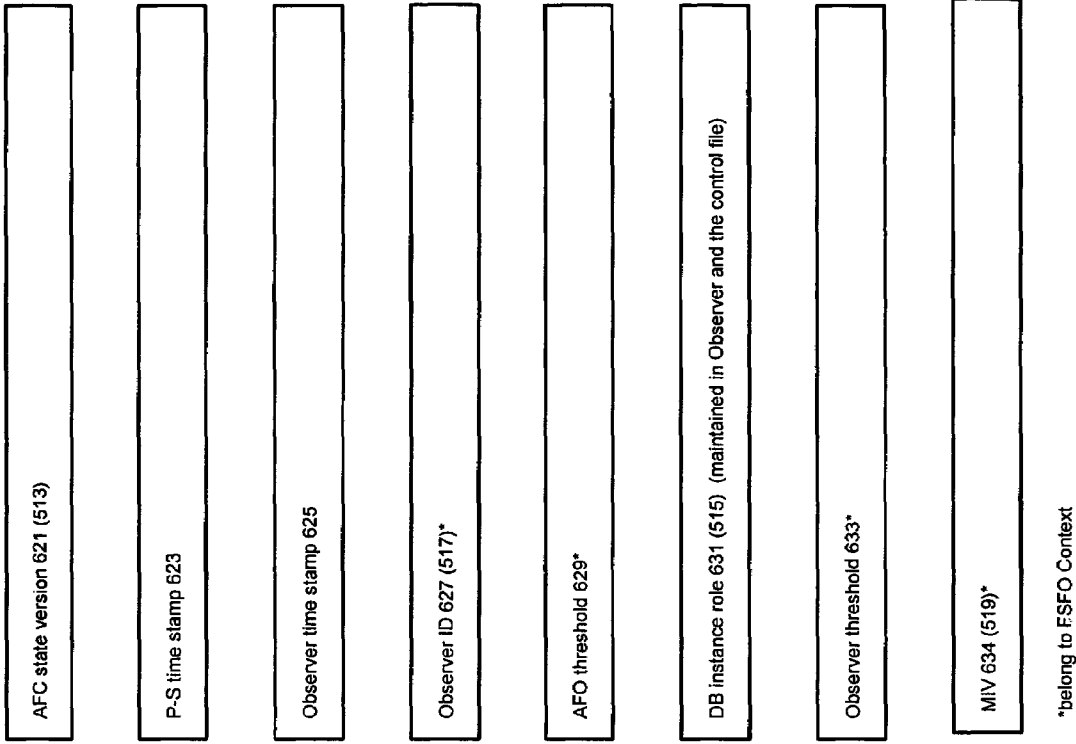 AFC state version 621 (513)
P-S time stamp 623
Observer time stamp 625
Observer ID 627 (517)*
AFO threshold 629*
DB instance role 631 (515) (maintained in Observer and the control file)
Observer threshold 633*
MIV 634 (519)*
*belong to FSFO Context